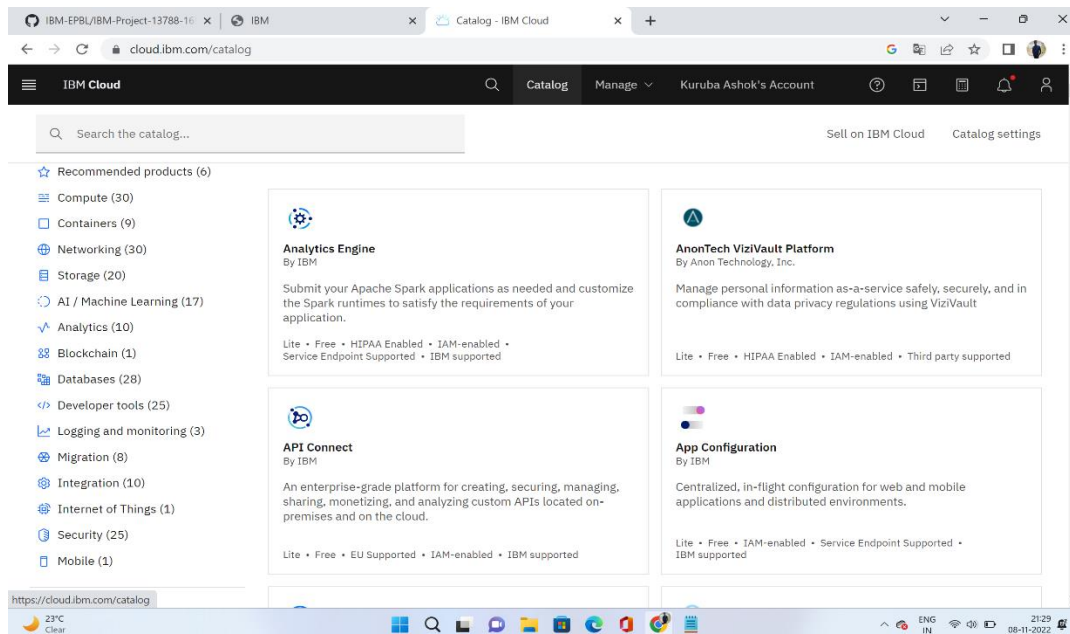 IBM-EPBL/IBM-Project-13788-16
IBM
Catalog - IBM Cloud
cloud.ibm.com/catalog
IBM Cloud
Catalog
Manage
Kuruba Ashok's Account
Search the catalog...
Sell on IBM Cloud
Catalog settings
Recommended products (6)
Compute (30)
Containers (9)
Networking (30)
Storage (20)
AI / Machine Learning (17)
Analytics (10)
Blockchain (1)
Databases (28)
Developer tools (25)
Logging and monitoring (3)
Migration (8)
Integration (10)
Internet of Things (1)
Security (25)
Mobile (1)
Analytics Engine
By IBM
Submit your Apache Spark applications as needed and customize
the Spark runtimes to satisfy the requirements of your
application.
Lite • Free • HIPAA Enabled • IAM-enabled •
Service Endpoint Supported • IBM supported
AnonTech ViziVault Platform
By Anon Technology, Inc.
Manage personal information as-a-service safely, securely, and in
compliance with data privacy regulations using ViziVault
Lite • Free • HIPAA Enabled • IAM-enabled • Third party supported
API Connect
By IBM
An enterprise-grade platform for creating, securing, managing,
sharing, monetizing, and analyzing custom APIs located on-
premises and on the cloud.
Lite • Free • EU Supported • IAM-enabled • IBM supported
App Configuration
By IBM
Centralized, in-flight configuration for web and mobile
applications and distributed environments.
Lite • Free • IAM-enabled • Service Endpoint Supported •
IBM supported
https://cloud.ibm.com/catalog
23°C
Clear
ENG
IN
21:29
08-11-2022